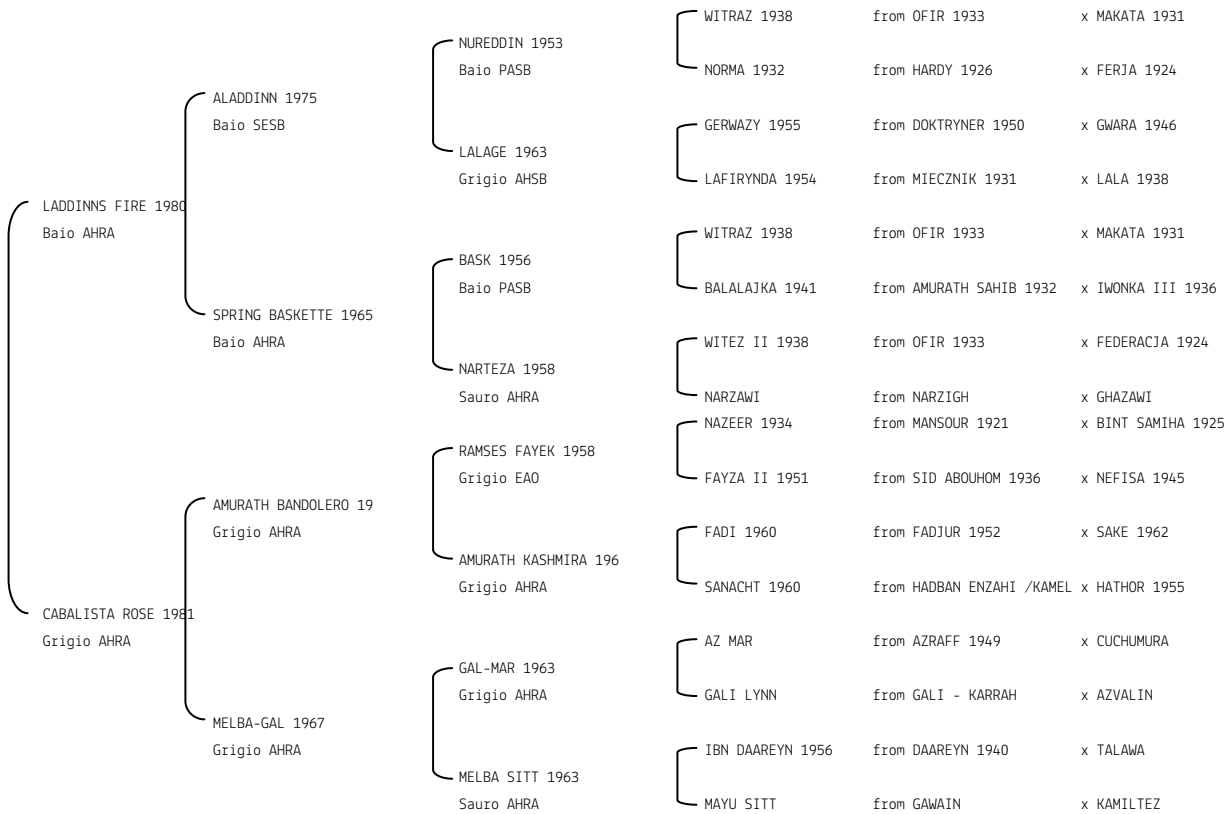 WITRAZ 1938 from OFIR 1933 x MAKATA 1931
NUREDDIN 1953
Baio PASB
NORMA 1932 from HARDY 1926 x FERJA 1924
ALADDINN 1975
Baio SESB
GERWAZY 1955 from DOKTRYNER 1950 x GWARA 1946
LALAGE 1963
Grigio AHSB
LAFIRYNDA 1954 from MIECZNIK 1931 x LALA 1938
LADDINNS FIRE 1980
Baio AHRA
WITRAZ 1938 from OFIR 1933 x MAKATA 1931
BASK 1956
Baio PASB
BALALAJKA 1941 from AMURATH SAHIB 1932 x IWONKA III 1936
SPRING BASKETTE 1965
Baio AHRA
WITEZ II 1938 from OFIR 1933 x FEDERACJA 1924
NARTEZA 1958
Sauro AHRA
NARZAWI from NARZIGH x GHAZAWI
NAZEER 1934 from MANSOUR 1921 x BINT SAMIHA 1925
RAMSES FAYEK 1958
Grigio EAO
FAYZA II 1951 from SID ABOUHOM 1936 x NEFISA 1945
AMURATH BANDOLERO 19
Grigio AHRA
FADI 1960 from FADJUR 1952 x SAKE 1962
AMURATH KASHMIRA 196
Grigio AHRA
SANACHT 1960 from HADBAN ENZAHI /KAMEL x HATHOR 1955
CABALISTA ROSE 1981
Grigio AHRA
AZ MAR from AZRAFF 1949 x CUCHUMURA
GAL-MAR 1963
Grigio AHRA
GALI LYNN from GALI - KARRAH x AZVALIN
MELBA-GAL 1967
Grigio AHRA
IBN DAAREYN 1956 from DAAREYN 1940 x TALAWA
MELBA SITT 1963
Sauro AHRA
MAYU SITT from GAWAIN x KAMILTEZ